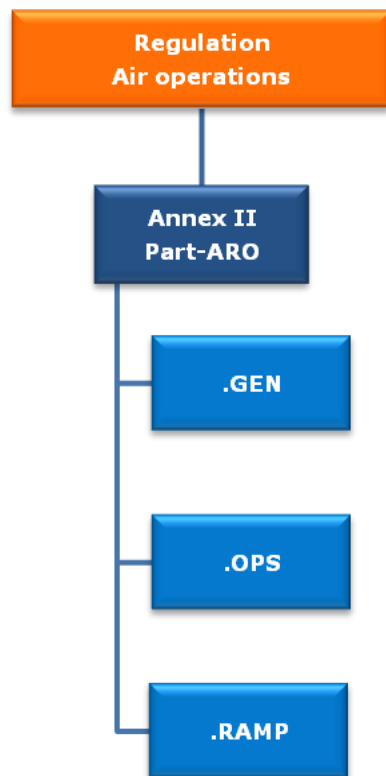 Regulation
Air operations
Annex II
Part-ARO
.GEN
.OPS
.RAMP